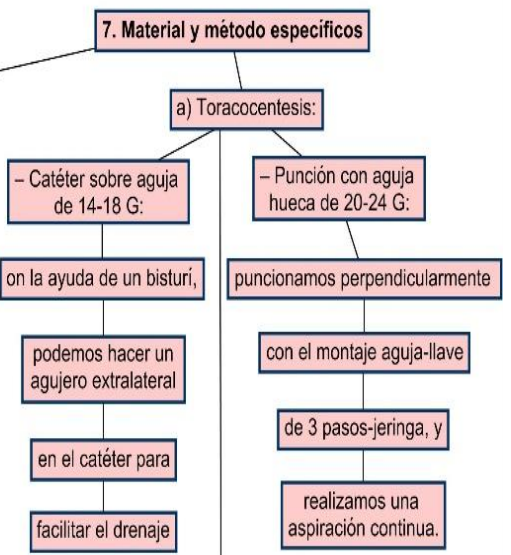 7. Material y método específicos
a) Toracocentesis:
– Catéter sobre aguja
de 14-18 G:
on la ayuda de un bisturí,
podemos hacer un
agujero extralateral
en el catéter para
facilitar el drenaje
– Punción con aguja
hueca de 20-24 G:
puncionamos perpendicularmente
con el montaje aguja-llave
de 3 pasos-jeringa, y
realizamos una
aspiración continua.